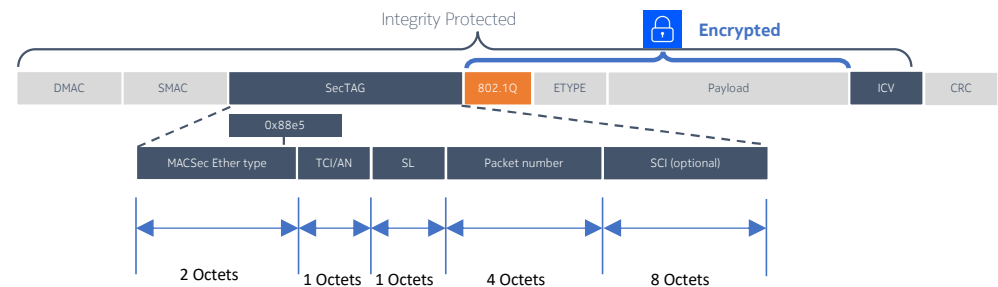 Integrity Protected
Encrypted
DMAC
SMAC
SecTAG
802.1Q
ETYPE
Payload
ICV
CRC
0x88e5
MACSec Ether type
TCI/AN
SL
Packet number
SCI (optional)
2 Octets
1 Octets
1 Octets
4 Octets
8 Octets